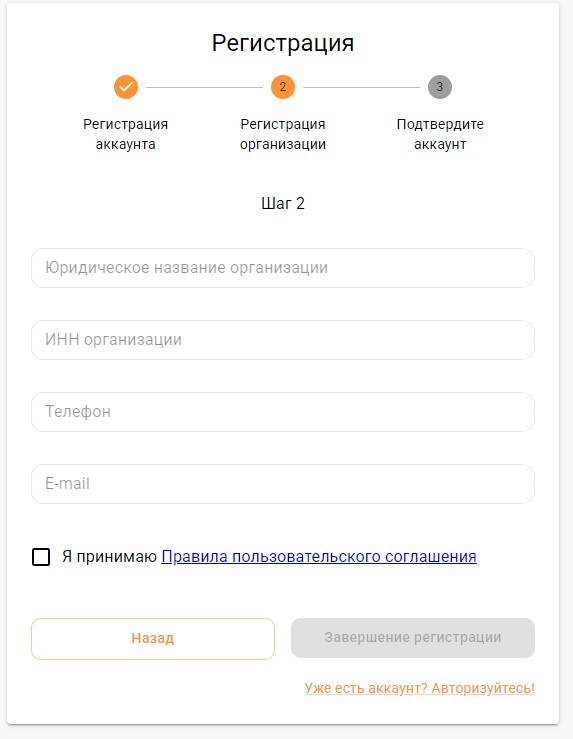 Регистрация
2
3
Регистрация
аккаунта
Регистрация
организации
Подтвердите
аккаунт
Шаг 2
Юридическое название организации
ИНН организации
Телефон
E-mail
Я принимаю Правила пользовательского соглашения
Назад
Завершение регистрации
Уже есть аккаунт? Авторизуйтесь!